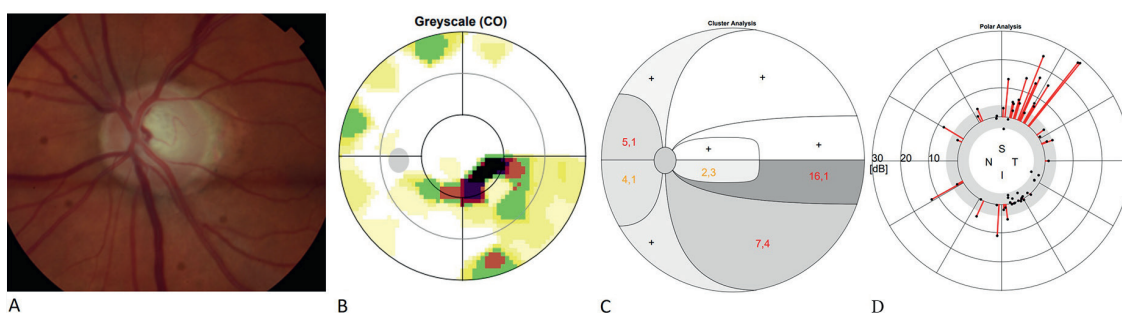 Greyscale (CO)
Cluster Analysis
Polar Analysis
+
+
5,1
+
+
4,1
2,3
16,1
+
7,4
30 20 10
[dB]
S
N T
I
A
B
C
D